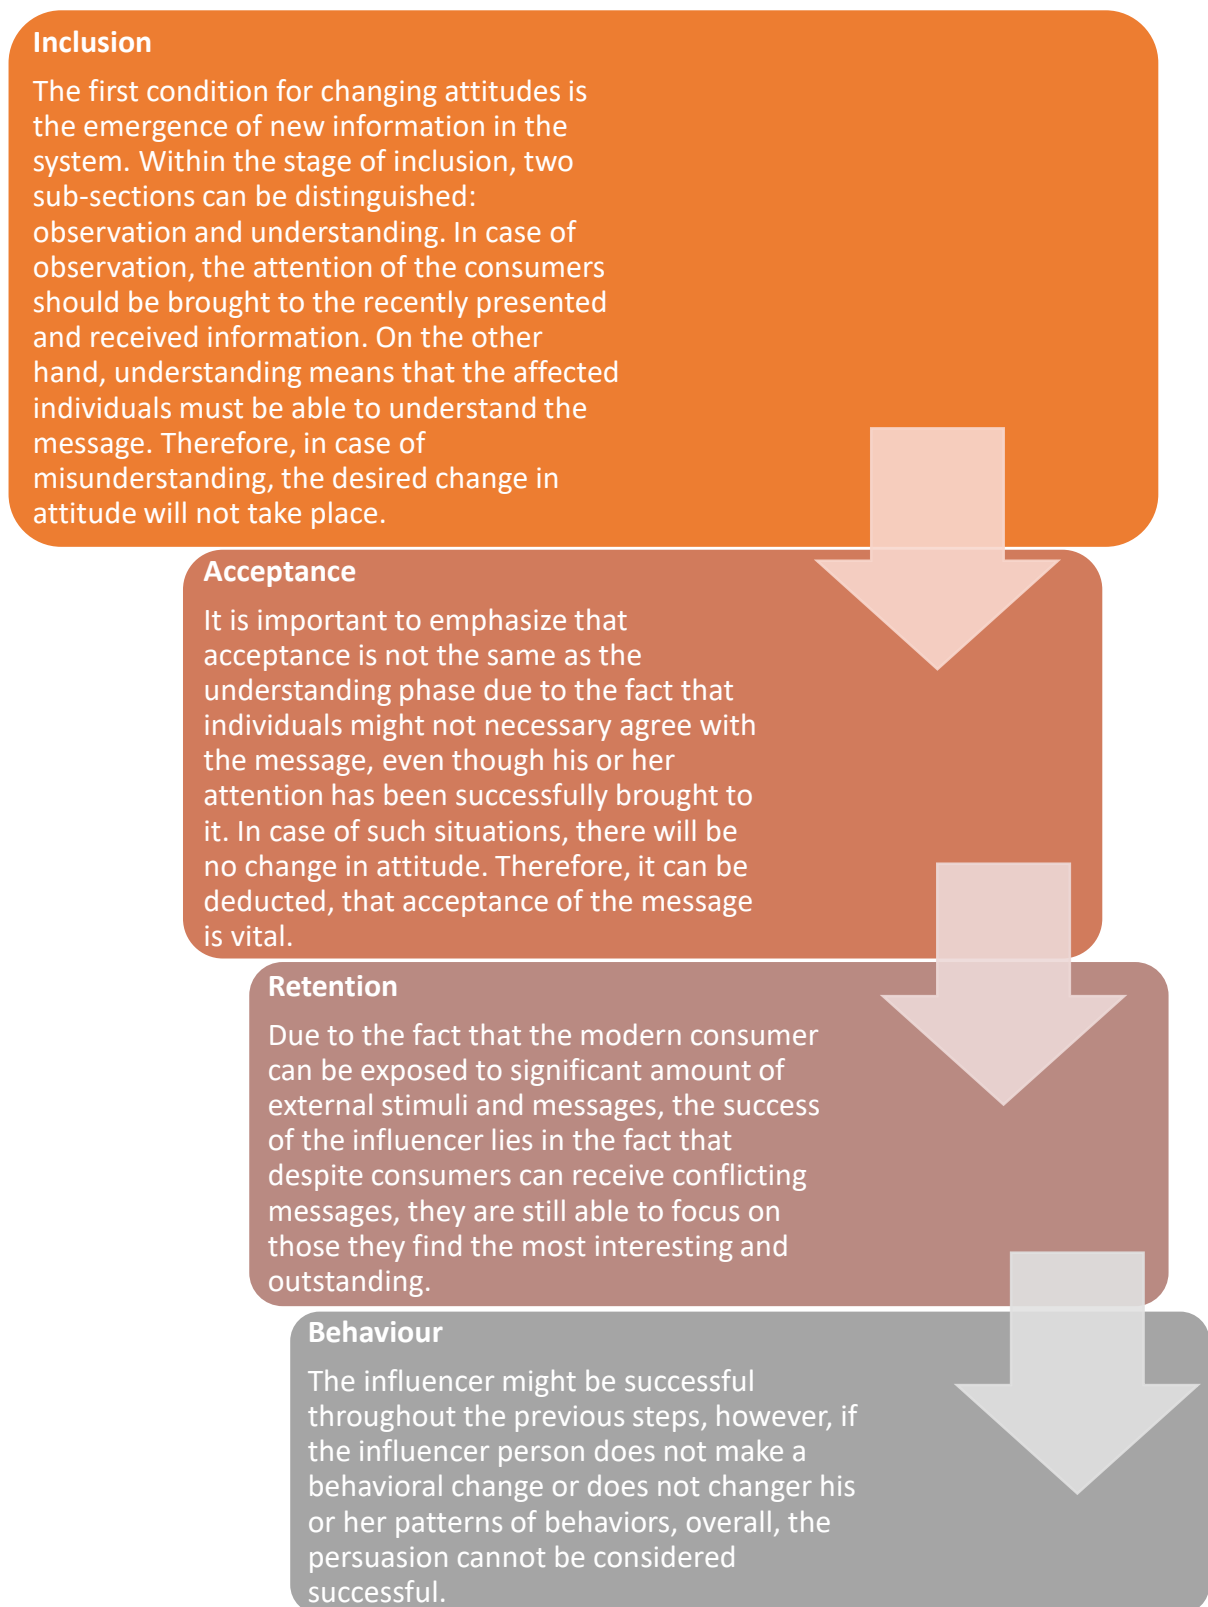 Inclusion
The first condition for changing attitudes is
the emergence of new information in the
system. Within the stage of inclusion, two
sub-sections can be distinguished:
observation and understanding. In case of
observation, the attention of the consumers
should be brought to the recently presented
and received information. On the other
hand, understanding means that the affected
individuals must be able to understand the
message. Therefore, in case of
misunderstanding, the desired change in
attitude will not take place.
Acceptance
It is important to emphasize that
acceptance is not the same as the
understanding phase due to the fact that
individuals might not necessary agree with
the message, even though his or her
attention has been successfully brought to
it. In case of such situations, there will be
no change in attitude. Therefore, it can be
deducted, that acceptance of the message
is vital.
Retention
Due to the fact that the modern consumer
can be exposed to significant amount of
external stimuli and messages, the success
of the influencer lies in the fact that
despite consumers can receive conflicting
messages, they are still able to focus on
those they find the most interesting and
outstanding.
Behaviour
The influencer might be successful
throughout the previous steps, however, if
the influencer person does not make a
behavioral change or does not changer his
or her patterns of behaviors, overall, the
persuasion cannot be considered
successful.